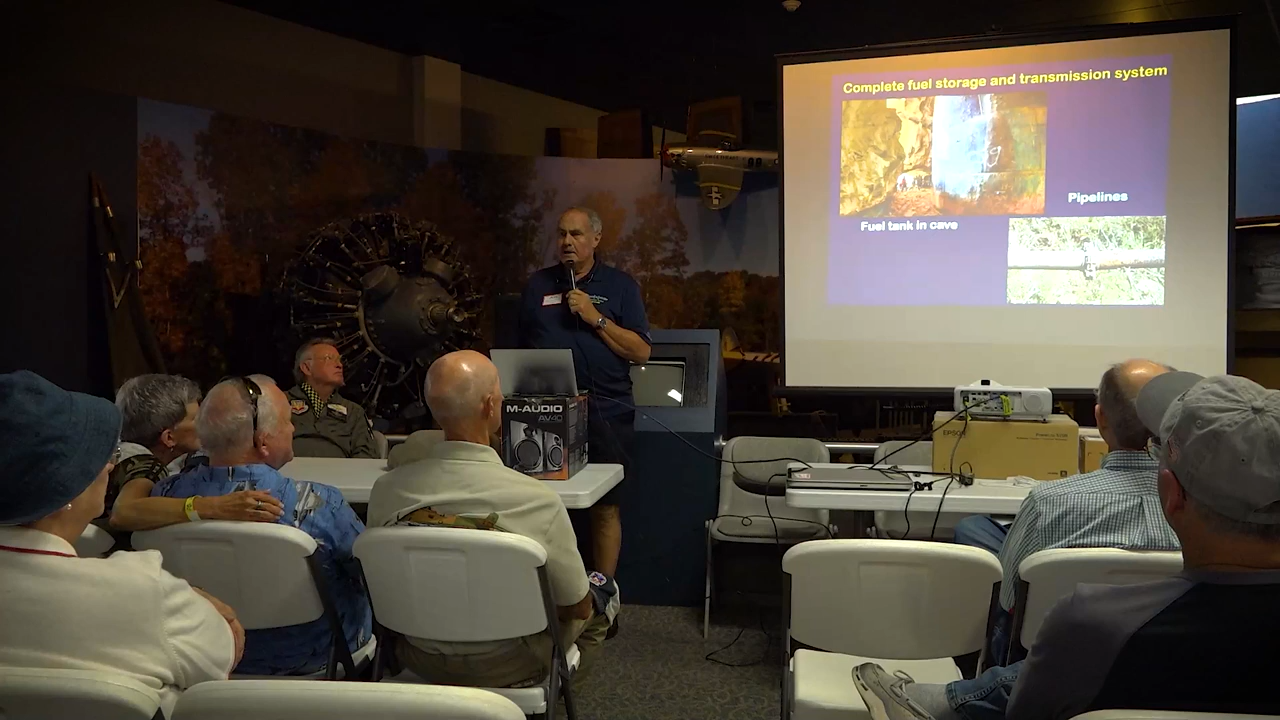 Complete fuel storage and transmission system
Pipelines
Fuel tank in cave
M-AUDIO
AV40
EPSON